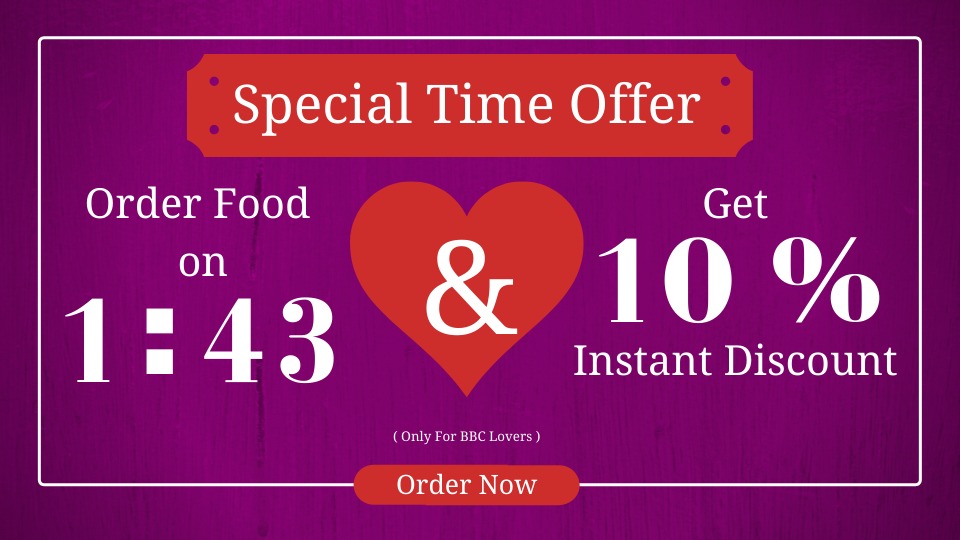 Special Time Offer
Order Food
on
1:43
&
Get
10 %
Instant Discount
( Only For BBC Lovers )
Order Now